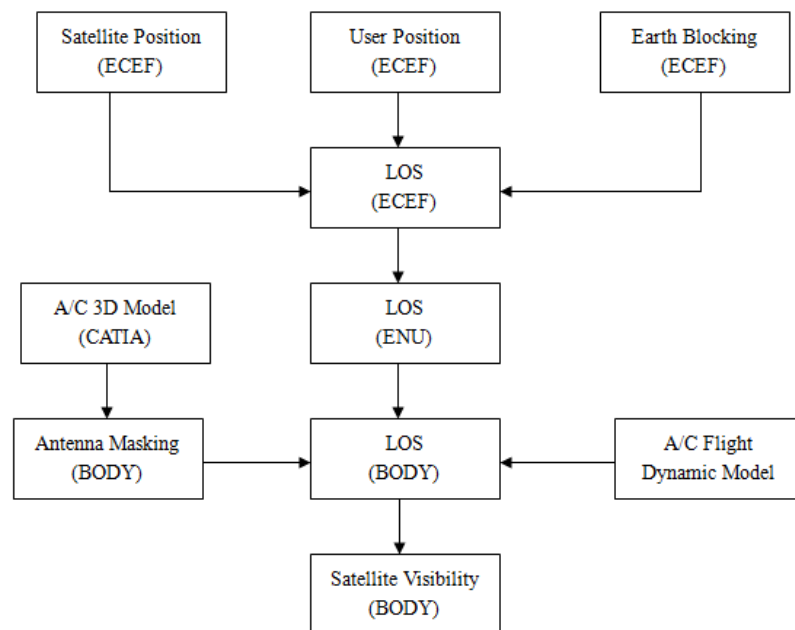 Satellite Position
(ECEF)
User Position
(ECEF)
Earth Blocking
(ECEF)
LOS
(ECEF)
A/C 3D Model
(CATIA)
LOS
(ENU)
Antenna Masking
(BODY)
LOS
(BODY)
A/C Flight
Dynamic Model
Satellite Visibility
(BODY)